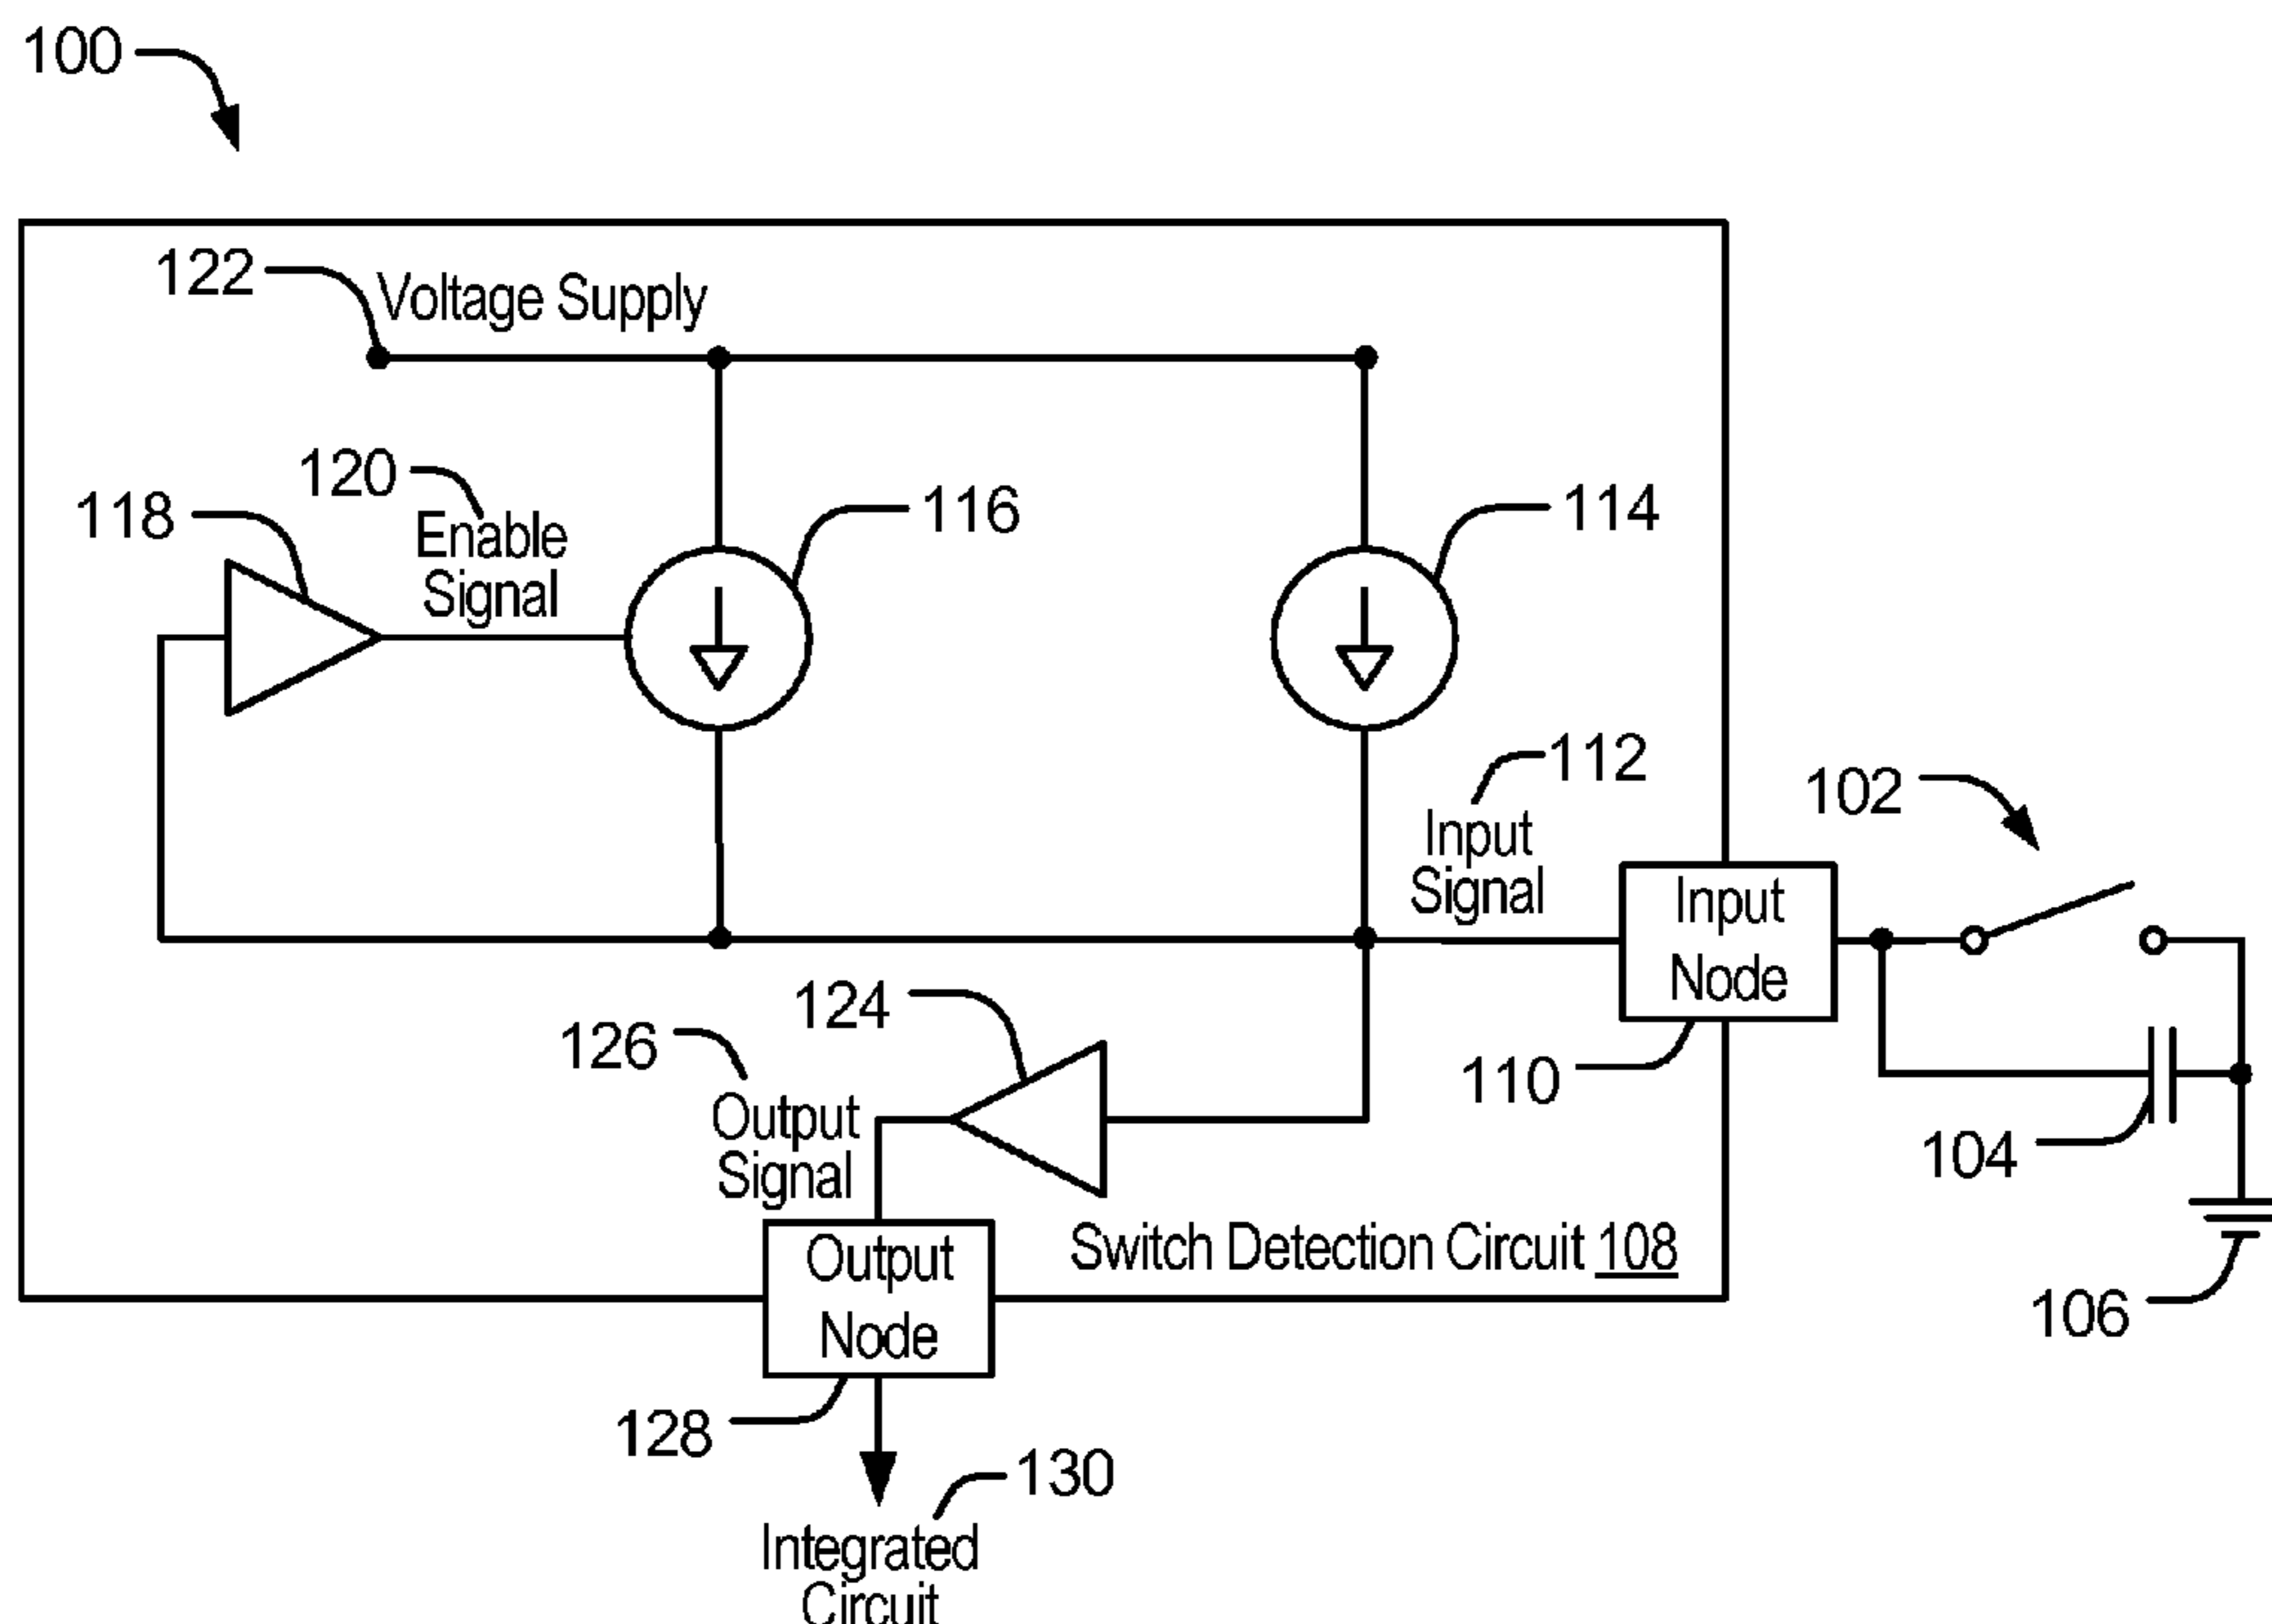 100
122
Voltage Supply
120
Enable
Signal
118
116
114
112
Input
Signal
102
Input
Node
110
104
106
124
126
Output
Signal
Output
Node
Switch Detection Circuit 108
128
130
Integrated
Circuit